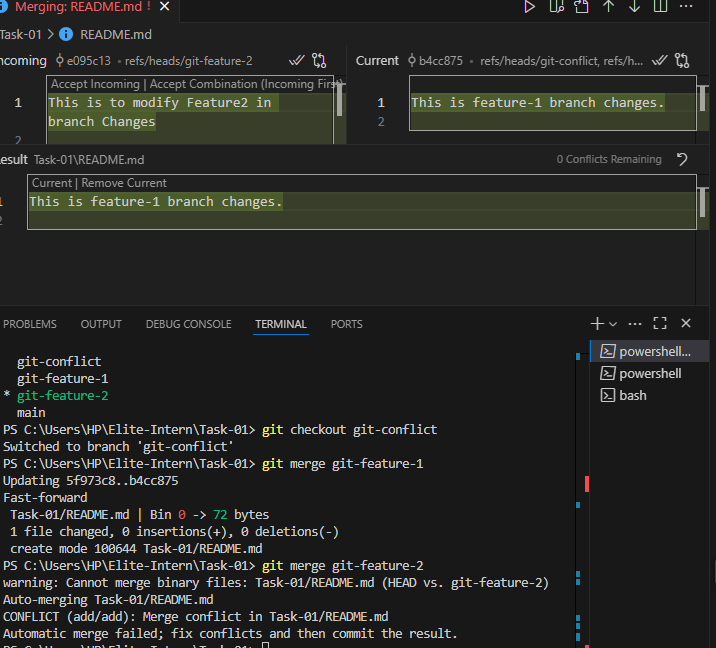 Merging: README.md !
Task-01 > README.md
ncoming e095c13 • refs/heads/git-feature-2
Current b4cc875 • refs/heads/git-conflict, refs/h...
Accept Incoming | Accept Combination (Incoming First)
1 This is to modify Feature2 in
branch Changes
2
1 This is feature-1 branch changes.
2
esult Task-01\README.md 0 Conflicts Remaining
Current | Remove Current
1 This is feature-1 branch changes.
2
PROBLEMS OUTPUT DEBUG CONSOLE TERMINAL PORTS
powershell...
powershell
bash
git-conflict
git-feature-1
* git-feature-2
main
PS C:\Users\HP\Elite-Intern\Task-01> git checkout git-conflict
Switched to branch 'git-conflict'
PS C:\Users\HP\Elite-Intern\Task-01> git merge git-feature-1
Updating 5f973c8..b4cc875
Fast-forward
Task-01/README.md | Bin 0 -> 72 bytes
1 file changed, 0 insertions(+), 0 deletions(-)
create mode 100644 Task-01/README.md
PS C:\Users\HP\Elite-Intern\Task-01> git merge git-feature-2
warning: Cannot merge binary files: Task-01/README.md (HEAD vs. git-feature-2)
Auto-merging Task-01/README.md
CONFLICT (add/add): Merge conflict in Task-01/README.md
Automatic merge failed; fix conflicts and then commit the result.
PS C:\Users\HP\Elite-Intern\Task-01>